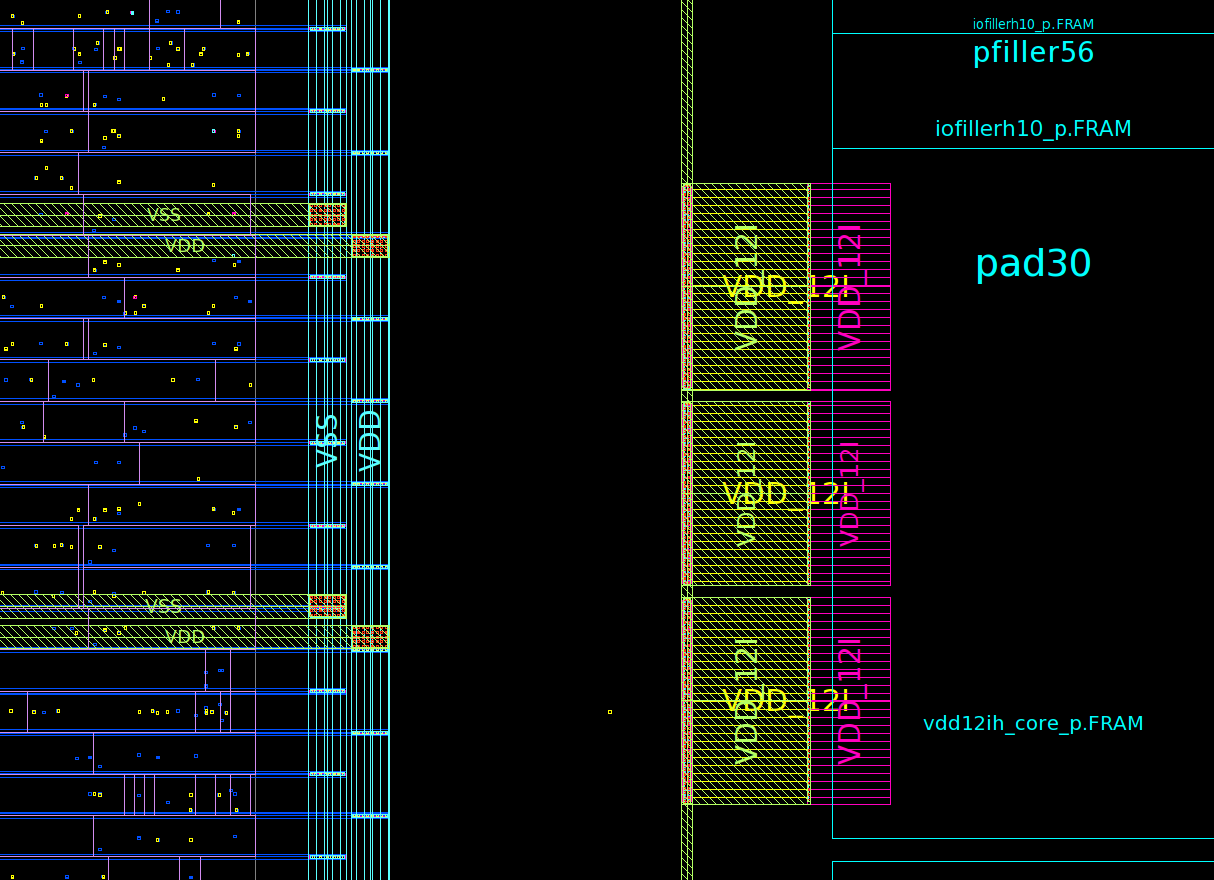 iofillerh10_p.FRAM
pfiller56
iofillerh10_p.FRAM
VSS
VDD
VDD_12I
VDD_12I
VDD_12I
pad30
VSS
VDD
VDD_12I
VDD_12I
VDD_12I
VSS
VDD
VDD_12I
VDD_12I
VDD_12I
vdd12ih_core_p.FRAM